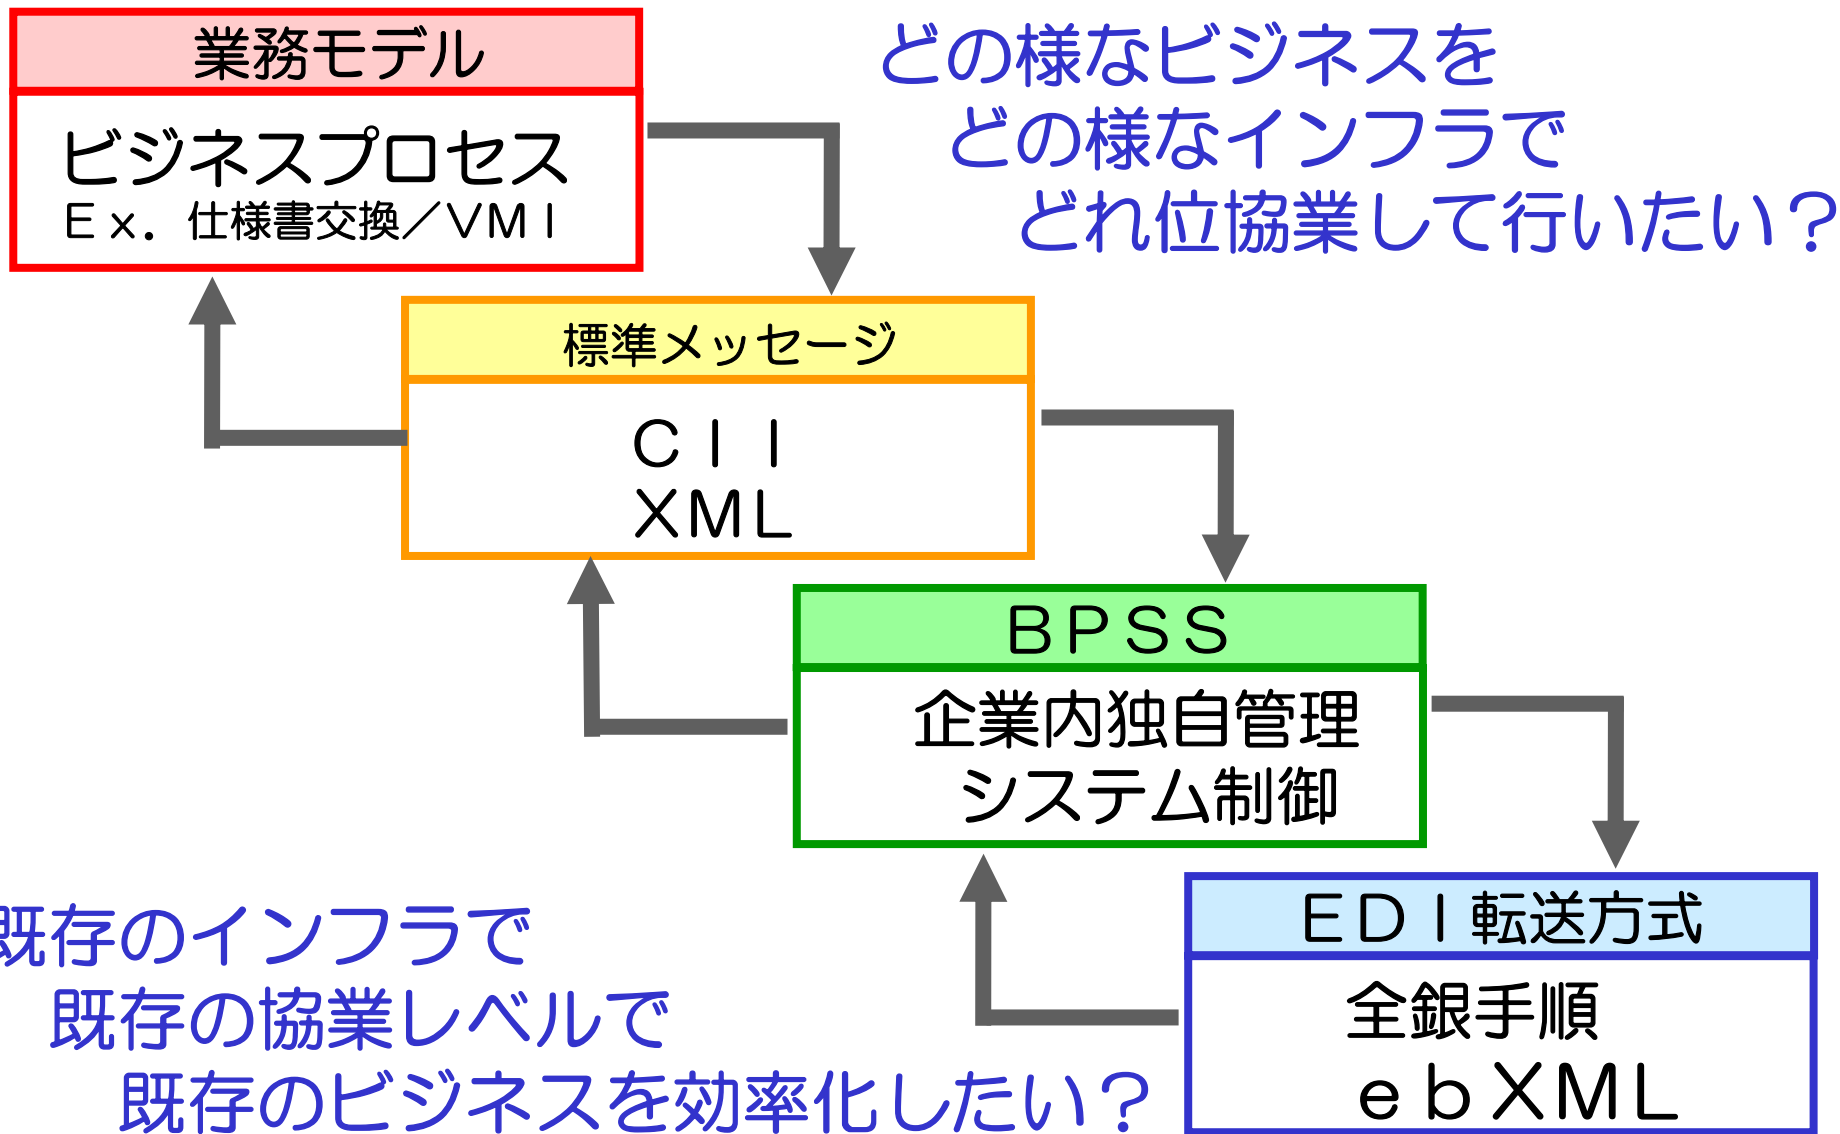 業務モデル
ビジネスプロセス
Ｅｘ．仕様書交換／ＶＭＩ
どの様なビジネスを
どの様なインフラで
どれ位協業して行いたい？
標準メッセージ
ＣＩＩ
ＸＭＬ
ＢＰＳＳ
企業内独自管理
システム制御
ＥＤＩ転送方式
全銀手順
ｅｂＸＭＬ
既存のインフラで
既存の協業レベルで
既存のビジネスを効率化したい？